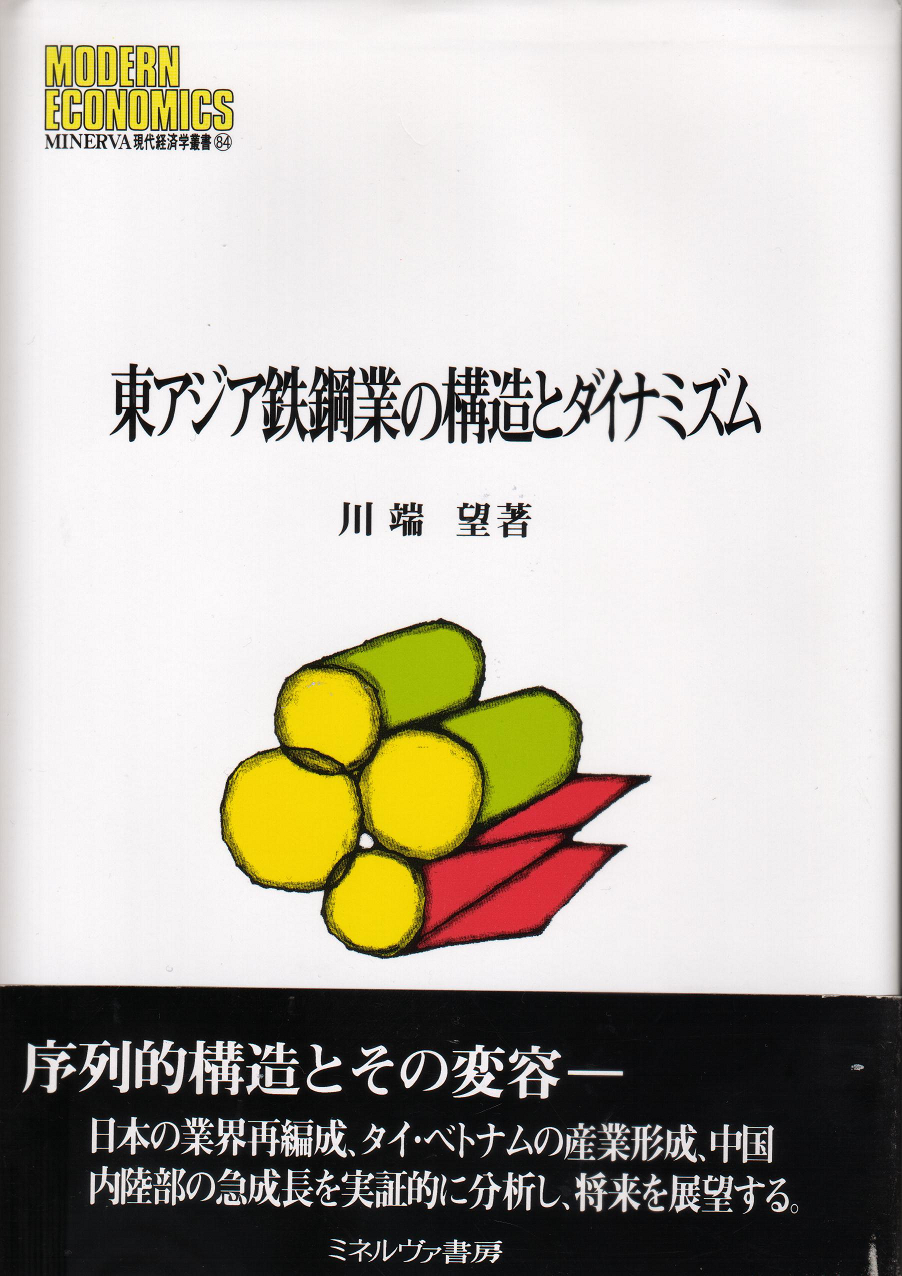 MODERN
ECONOMICS
MINERVA現代経済学叢書84
東アジア鉄鋼業の構造とダイナミズム
川端 望著
序列的構造とその変容―
日本の業界再編成、タイ・ベトナムの産業形成、中国
内陸部の急成長を実証的に分析し、将来を展望する。
ミネルヴァ書房